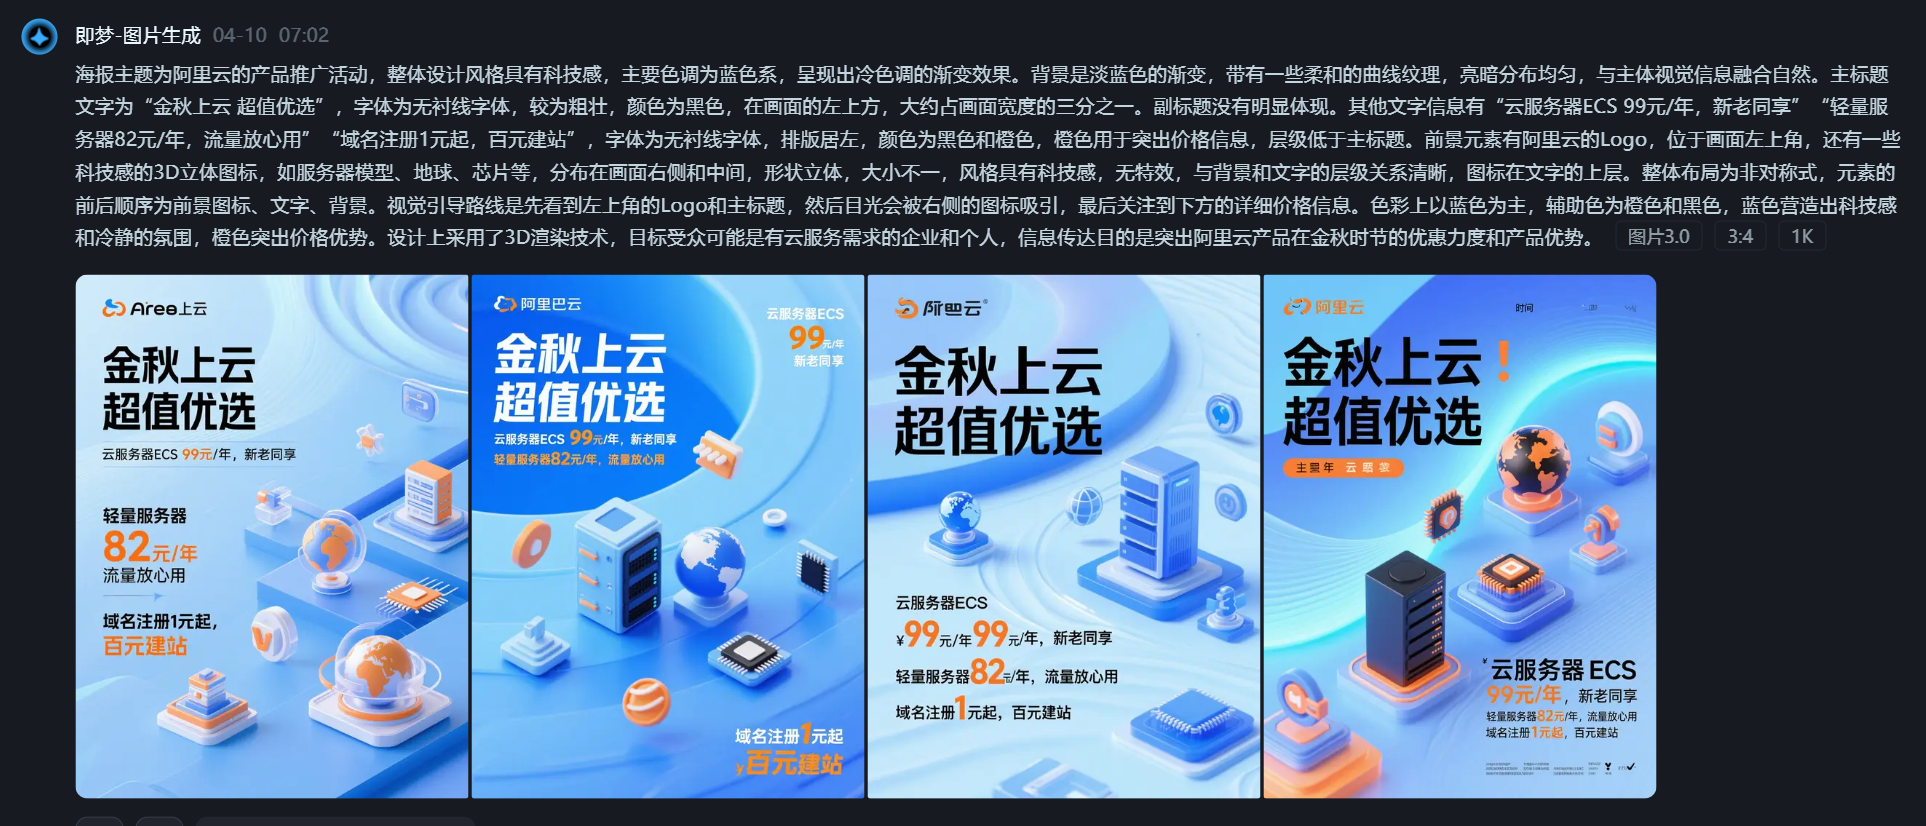 即梦-图片生成 04-10 07:02
海报主题为阿里云的产品推广活动，整体设计风格具有科技感，主要色调为蓝色系，呈现出冷色调的渐变效果。背景是淡蓝色的渐变，带有一些柔和的曲线纹理，亮暗分布均匀，与主体视觉信息融合自然。主标题
文字为“金秋上云 超值优选”，字体为无衬线字体，较为粗壮，颜色为黑色，在画面的左上方，大约占画面宽度的三分之一。副标题没有明显体现。其他文字信息有“云服务器ECS 99元/年，新老同享”“轻量服
务器82元/年，流量放心用”“域名注册1元起，百元建站”，字体为无衬线字体，排版居左，颜色为黑色和橙色，橙色用于突出价格信息，层级低于主标题。前景元素有阿里云的Logo，位于画面左上角，还有一些
科技感的3D立体图标，如服务器模型、地球、芯片等，分布在画面右侧和中间，形状立体，大小不一，风格具有科技感，无特效，与背景和文字的层级关系清晰，图标在文字的上层。整体布局为非对称式，元素的
前后顺序为前景图标、文字、背景。视觉引导路线是先看到左上角的Logo和主标题，然后目光会被右侧的图标吸引，最后关注到下方的详细价格信息。色彩上以蓝色为主，辅助色为橙色和黑色，蓝色营造出科技感
和冷静的氛围，橙色突出价格优势。设计上采用了3D渲染技术，目标受众可能是有云服务需求的企业和个人，信息传达目的是突出阿里云产品在金秋时节的优惠力度和产品优势。 图片3.0 3:4 1K
Aree上云
金秋上云
超值优选
云服务器ECS 99元/年，新老同享
轻量服务器
82元/年
流量放心用
域名注册1元起，
百元建站
阿里巴云
云服务器ECS
99元/年
新老同享
金秋上云
超值优选
云服务器ECS 99元/年，新老同享
轻量服务器82元/年，流量放心用
域名注册1元起
¥百元建站
金秋上云
超值优选
云服务器ECS
¥99元/年99元/年，新老同享
轻量服务器82元/年，流量放心用
域名注册1元起，百元建站
阿里云
时间
金秋上云！
超值优选
云服务器 ECS
99元/年，新老同享
轻量服务器82元/年，流量放心用
域名注册1元起，百元建站